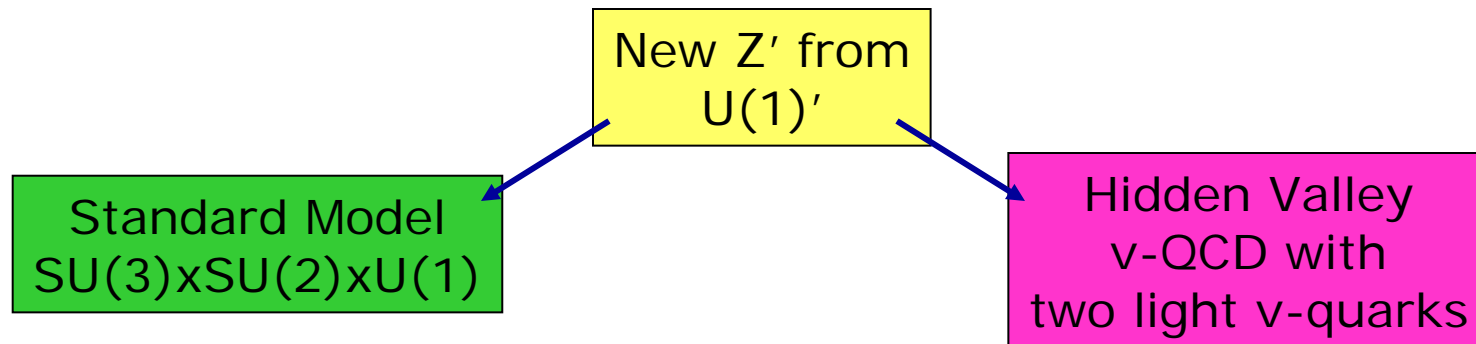 New Z′ from
U(1)′
Standard Model
SU(3)xSU(2)xU(1)
Hidden Valley
v-QCD with
two light v-quarks